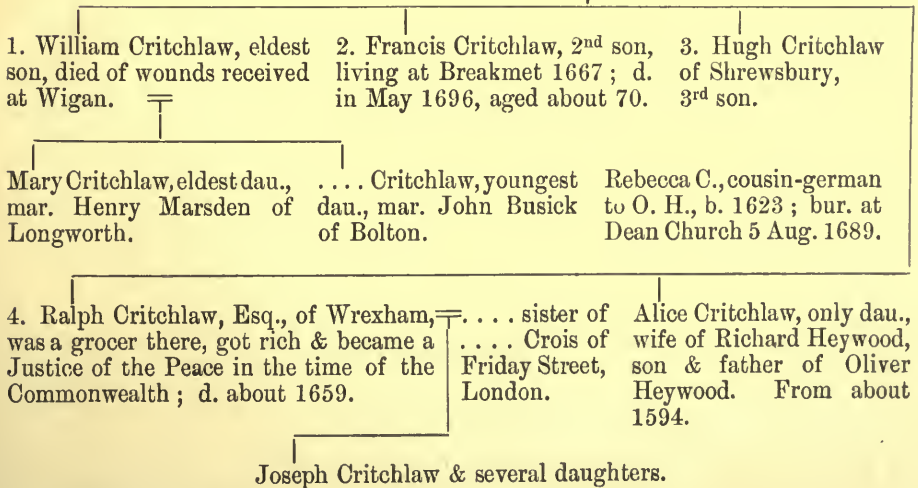 1. William Critchlaw, eldest
son, died of wounds received
at Wigan.
2. Francis Critchlaw, 2nd son,
living at Breakmet 1667 ; d.
in May 1696, aged about 70.
3. Hugh Critchlaw
of Shrewsbury,
3rd son.
Mary Critchlaw, eldest dau.,
mar. Henry Marsden of
Longworth.
. . . . Critchlaw, youngest
dau., mar. John Busick
of Bolton.
Rebecca C., cousin-german
to O. H., b. 1623 ; bur. at
Dean Church 5 Aug. 1689.
4. Ralph Critchlaw, Esq., of Wrexham,
was a grocer there, got rich & became a
Justice of the Peace in the time of the
Commonwealth ; d. about 1659.
. . . . sister of
. . . . Crois of
Friday Street,
London.
Alice Critchlaw, only dau.,
wife of Richard Heywood,
son & father of Oliver
Heywood. From about
1594.
Joseph Critchlaw & several daughters.